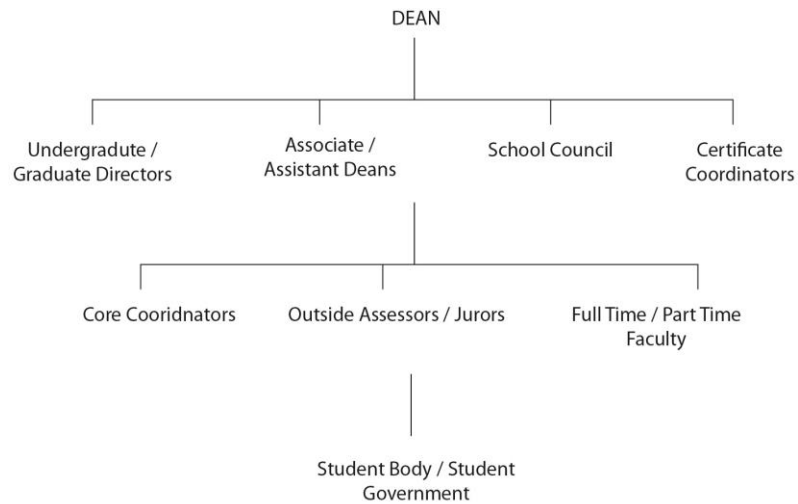 DEAN
Undergradute /
Graduate Directors
Associate /
Assistant Deans
School Council
Certificate
Coordinators
Core Cooridnators
Outside Assessors / Jurors
Full Time / Part Time
Faculty
Student Body / Student
Government